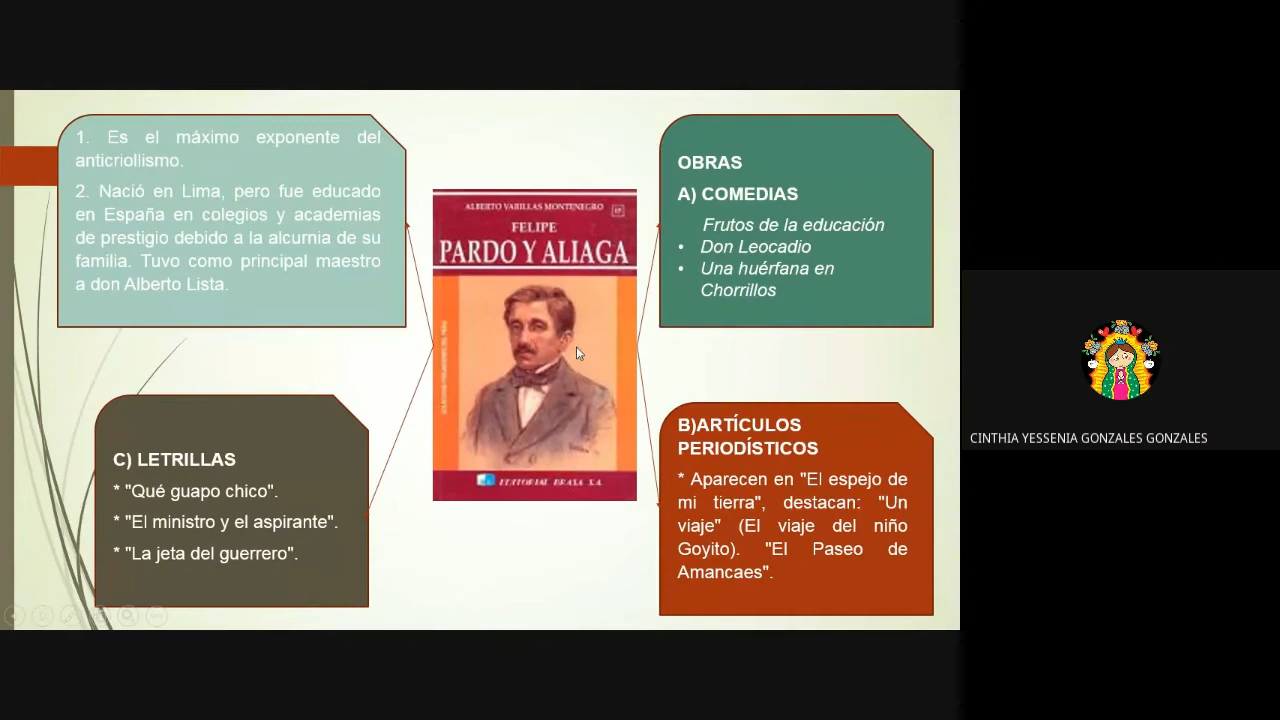 1. Es el máximo exponente del
anticriollismo.
2. Nació en Lima, pero fue educado
en España en colegios y academias
de prestigio debido a la alcurnia de su
familia. Tuvo como principal maestro
a don Alberto Lista.
C) LETRILLAS
* "Qué guapo chico".
* "El ministro y el aspirante".
* "La jeta del guerrero".
ALBERTO VARILLAS MONTENEGRO
FELIPE
PARDO Y ALIAGA
EDITORIAL BRASA S.A.
OBRAS
A) COMEDIAS
Frutos de la educación
• Don Leocadio
• Una huérfana en
Chorrillos
B)ARTÍCULOS
PERIODÍSTICOS
* Aparecen en "El espejo de
mi tierra", destacan: "Un
viaje" (El viaje del niño
Goyito). "El Paseo de
Amancaes".
CINTHIA YESSENIA GONZALES GONZALES